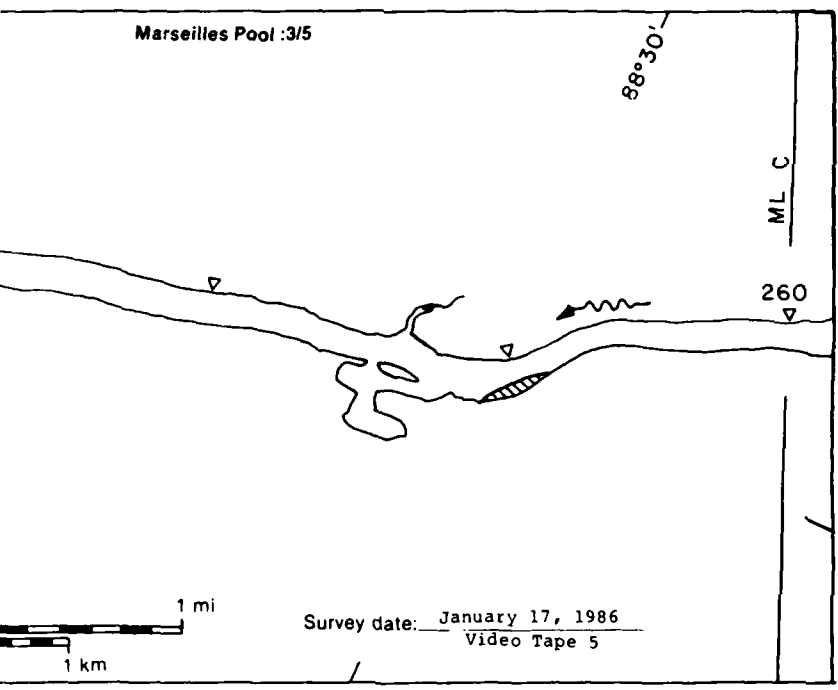 Marseilles Pool :3/5
88°30'
ML C
260
1 mi
1 km
Survey date: January 17, 1986
Video Tape 5